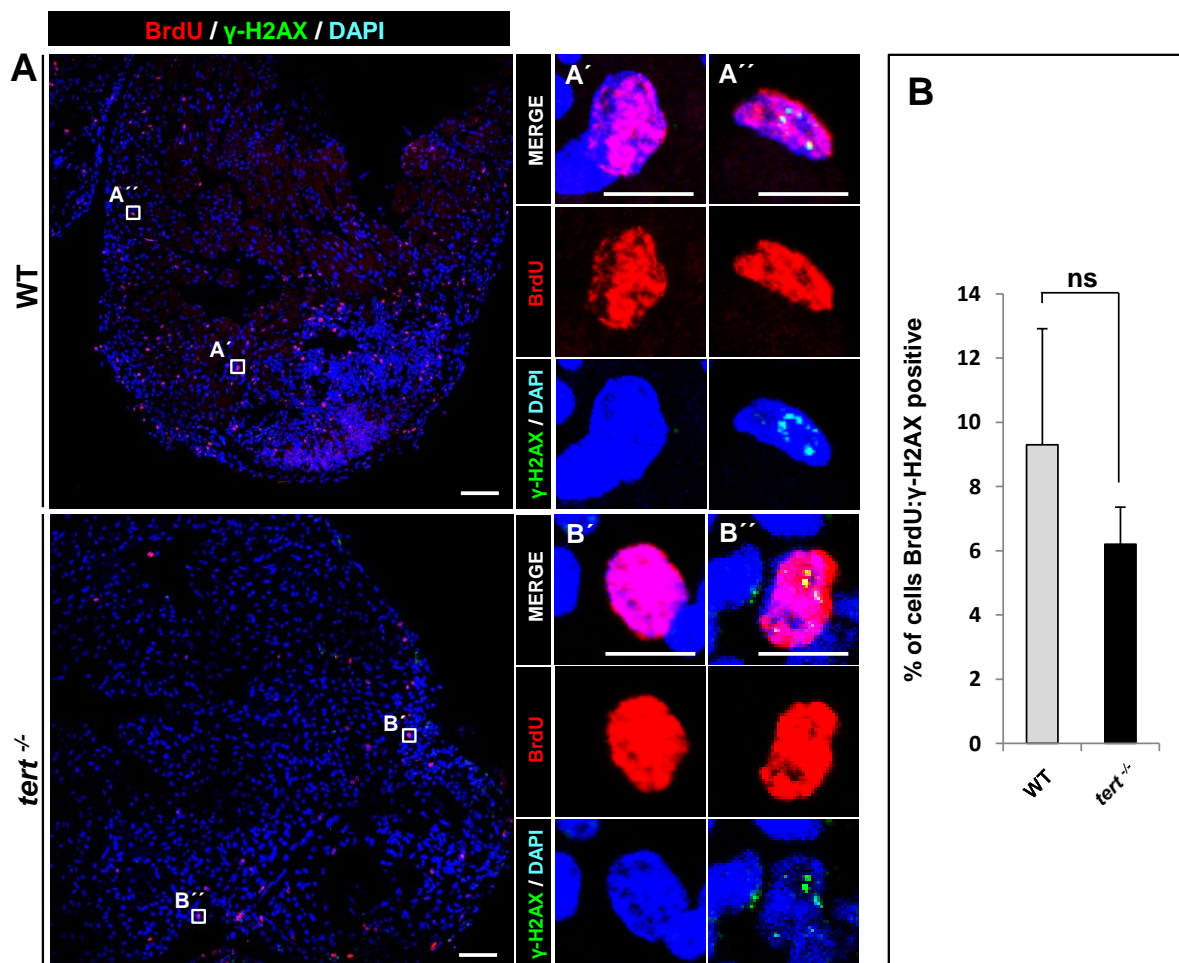 BrdU / γ-H2AX / DAPI
A
WT
A´´
A´
MERGE
A´
A´´
BrdU
γ-H2AX / DAPI
tert -/-
B´
B´´
MERGE
B´
B´´
BrdU
γ-H2AX / DAPI
B
% of cells BrdU:γ-H2AX positive
ns
14
12
10
8
6
4
2
0
WT
tert -/-